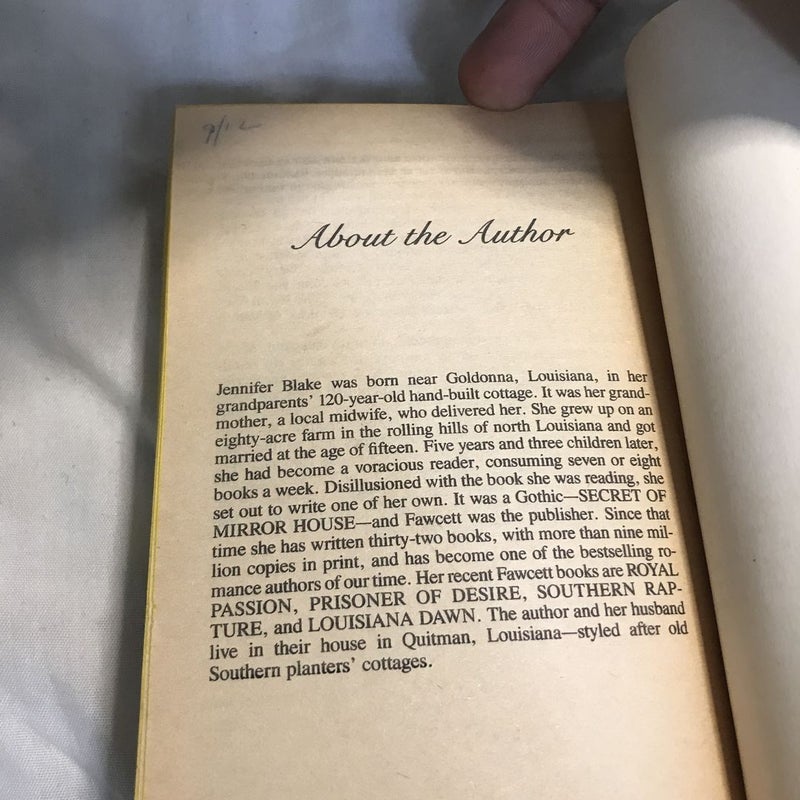 9/12
About the Author
Jennifer Blake was born near Goldonna, Louisiana, in her
grandparents' 120-year-old hand-built cottage. It was her grand-
mother, a local midwife, who delivered her. She grew up on an
eighty-acre farm in the rolling hills of north Louisiana and got
married at the age of fifteen. Five years and three children later,
she had become a voracious reader, consuming seven or eight
books a week. Disillusioned with the book she was reading, she
set out to write one of her own. It was a Gothic—SECRET OF
MIRROR HOUSE—and Fawcett was the publisher. Since that
time she has written thirty-two books, with more than nine mil-
lion copies in print, and has become one of the bestselling ro-
mance authors of our time. Her recent Fawcett books are ROYAL
PASSION, PRISONER OF DESIRE, SOUTHERN RAP-
TURE, and LOUISIANA DAWN. The author and her husband
live in their house in Quitman, Louisiana—styled after old
Southern planters' cottages.